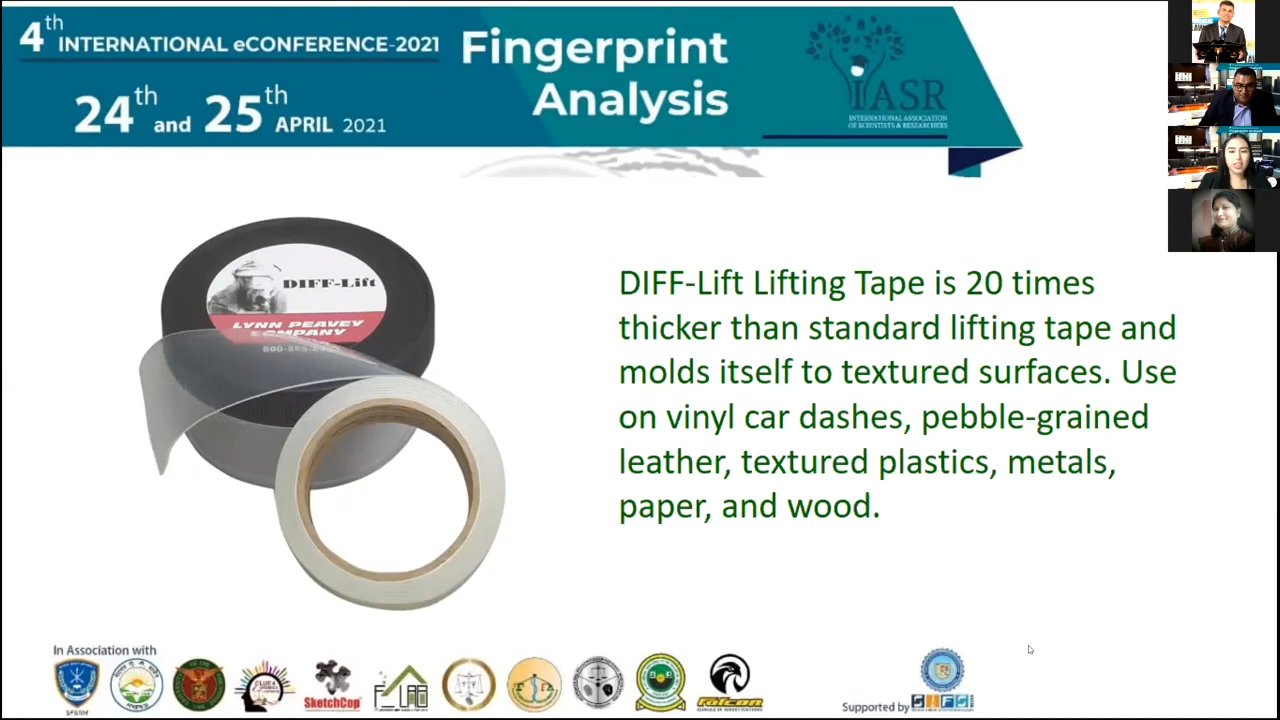 4th INTERNATIONAL eCONFERENCE-2021
24th and 25th APRIL 2021
Fingerprint
Analysis
IASR
INTERNATIONAL ASSOCIATION
OF SCIENTISTS & RESEARCHERS
DIFF-Lift
LYNN PEAVEY
COMPANY
DIFF-Lift Lifting Tape is 20 times
thicker than standard lifting tape and
molds itself to textured surfaces. Use
on vinyl car dashes, pebble-grained
leather, textured plastics, metals,
paper, and wood.
In Association with
SketchCop
falcon
Supported by SIFS